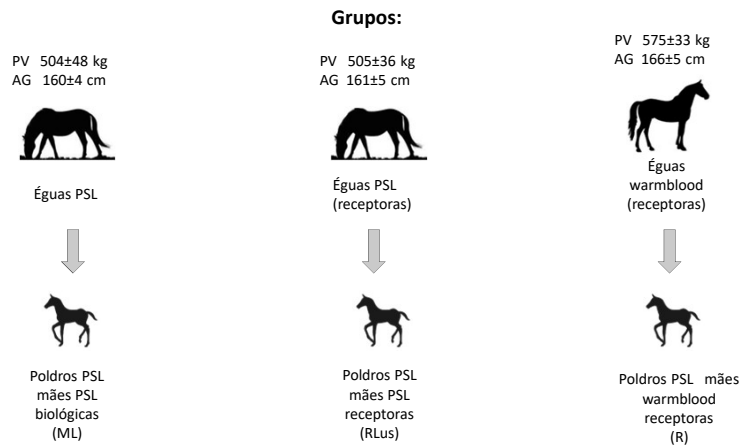 Grupos:
PV 504±48 kg
AG 160±4 cm
Éguas PSL
Poldros PSL
mães PSL
biológicas
(ML)
PV 505±36 kg
AG 161±5 cm
Éguas PSL
(receptoras)
Poldros PSL
mães PSL
receptoras
(RLus)
PV 575±33 kg
AG 166±5 cm
Éguas
warmblood
(receptoras)
Poldros PSL mães
warmblood
receptoras
(R)